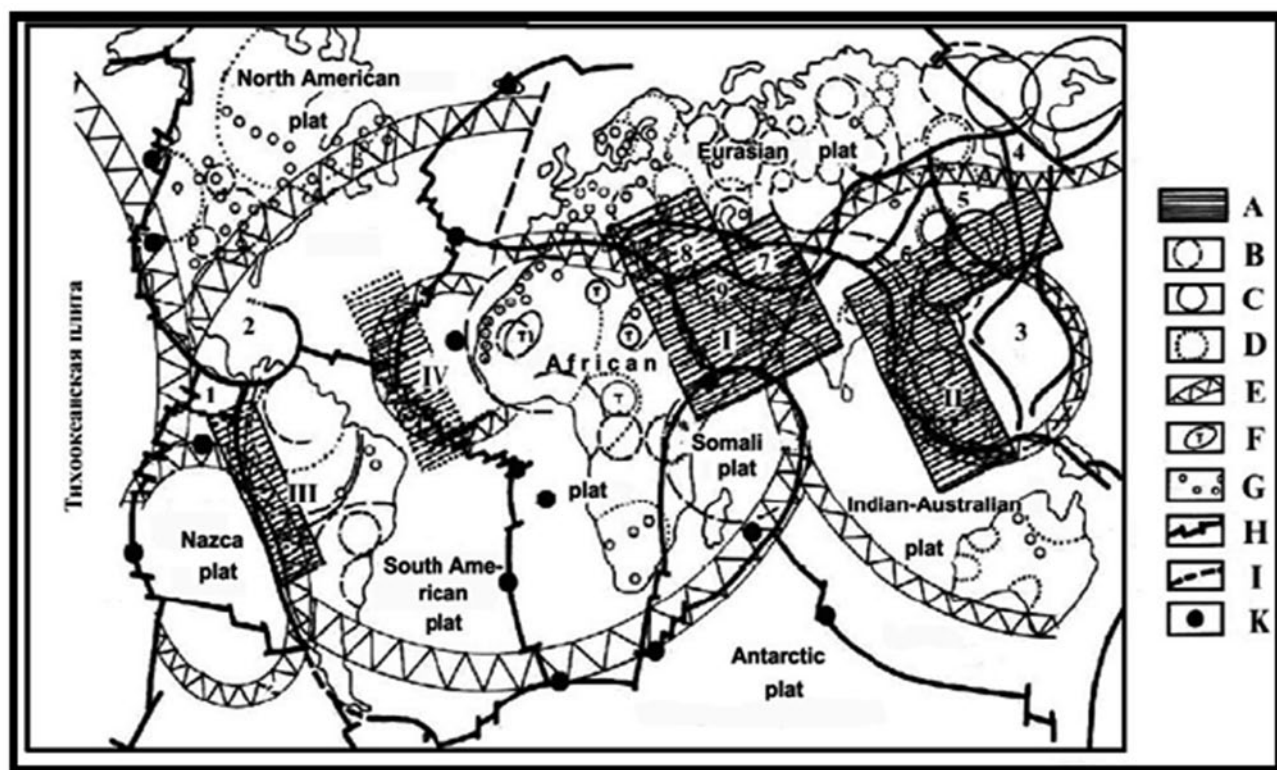 North American
plat
Eurasian plat
4
5
6
8
7
9
I
2
3
Тихоокеанская плита
IV
T
T1
T
African
T
II
1
III
Somali
plat
plat
Indian-Australian
plat
Nazca
plat
South Ame-
rican
plat
Antarctic
plat
A
B
C
D
E
T F
G
H
I
K